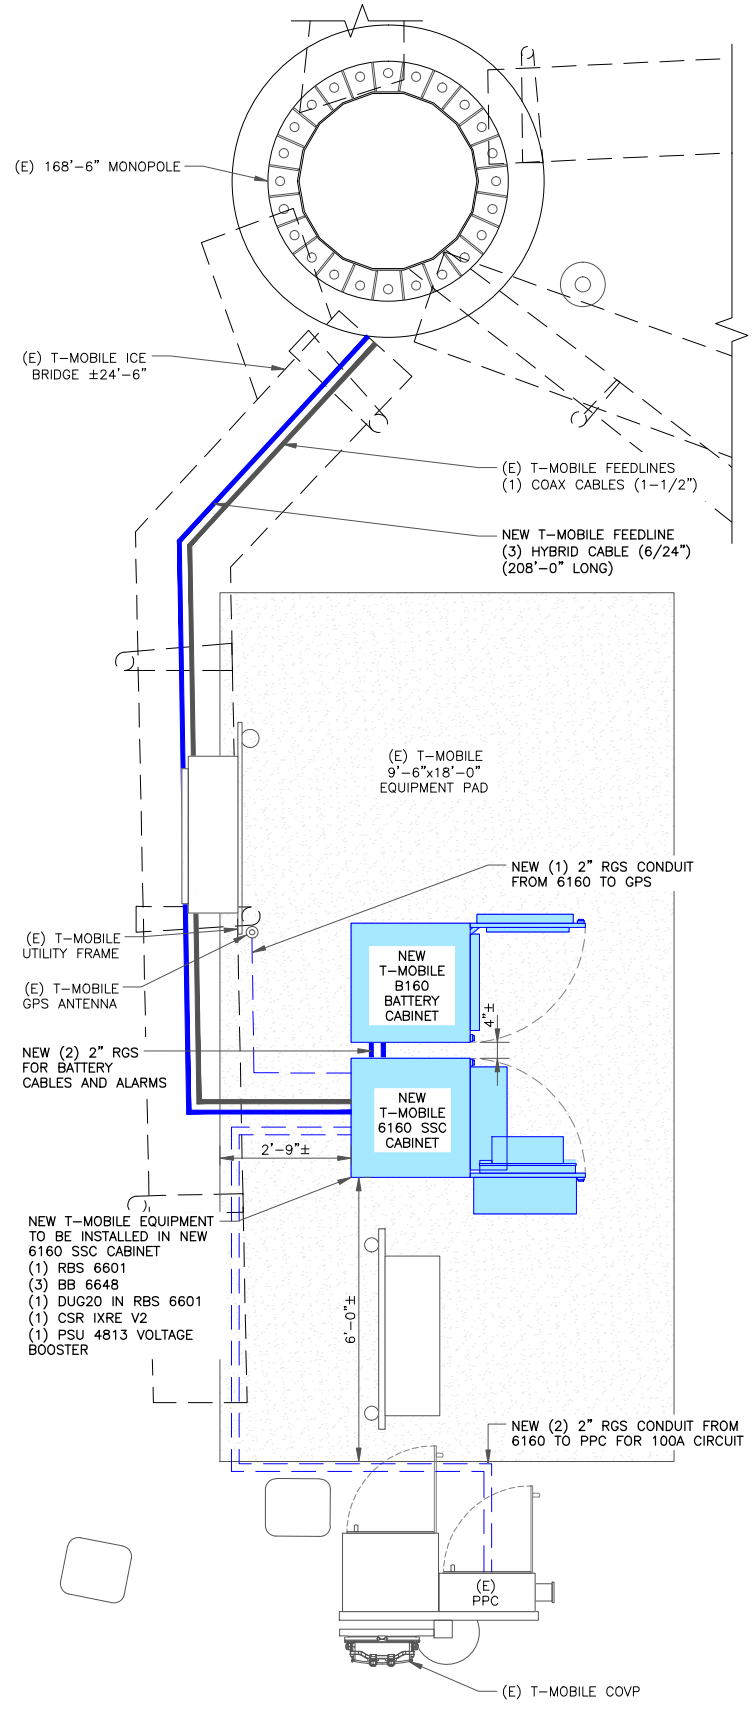 (E) 168'-6" MONOPOLE
(E) T-MOBILE ICE
BRIDGE ±24'-6"
(E) T-MOBILE FEEDLINES
(1) COAX CABLES (1-1/2")
NEW T-MOBILE FEEDLINE
(3) HYBRID CABLE (6/24")
(208'-0" LONG)
(E) T-MOBILE
9'-6"x18'-0"
EQUIPMENT PAD
NEW (1) 2" RGS CONDUIT
FROM 6160 TO GPS
(E) T-MOBILE
UTILITY FRAME
(E) T-MOBILE
GPS ANTENNA
NEW
T-MOBILE
B160
BATTERY
CABINET
4"±
NEW (2) 2" RGS
FOR BATTERY
CABLES AND ALARMS
NEW
T-MOBILE
6160 SSC
CABINET
2'-9"±
NEW T-MOBILE EQUIPMENT
TO BE INSTALLED IN NEW
6160 SSC CABINET
(1) RBS 6601
(3) BB 6648
(1) DUG20 IN RBS 6601
(1) CSR IXRE V2
(1) PSU 4813 VOLTAGE
BOOSTER
6'-0"±
NEW (2) 2" RGS CONDUIT FROM
6160 TO PPC FOR 100A CIRCUIT
(E)
PPC
(E) T-MOBILE COVP